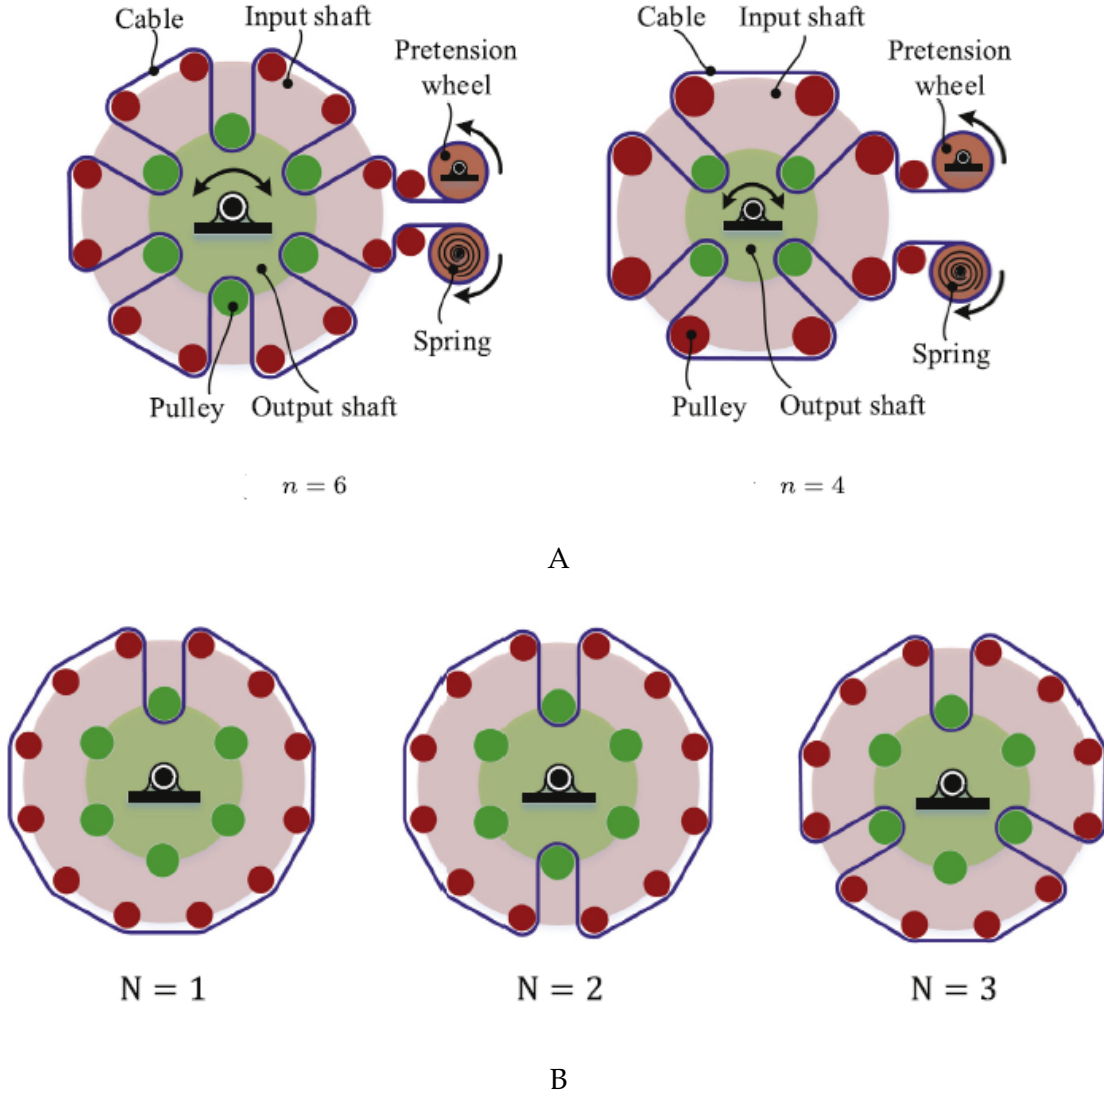 Cable
Input shaft
Pretension
wheel
Spring
Pulley
Output shaft
n = 6
Cable
Input shaft
Pretension
wheel
Spring
Pulley
Output shaft
n = 4
A
N = 1
N = 2
N = 3
B